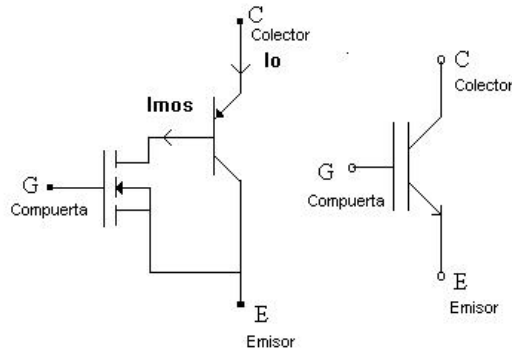 C
Colector
Io
Imos
G
Compuerta
E
Emisor
C
Colector
G
Compuerta
E
Emisor